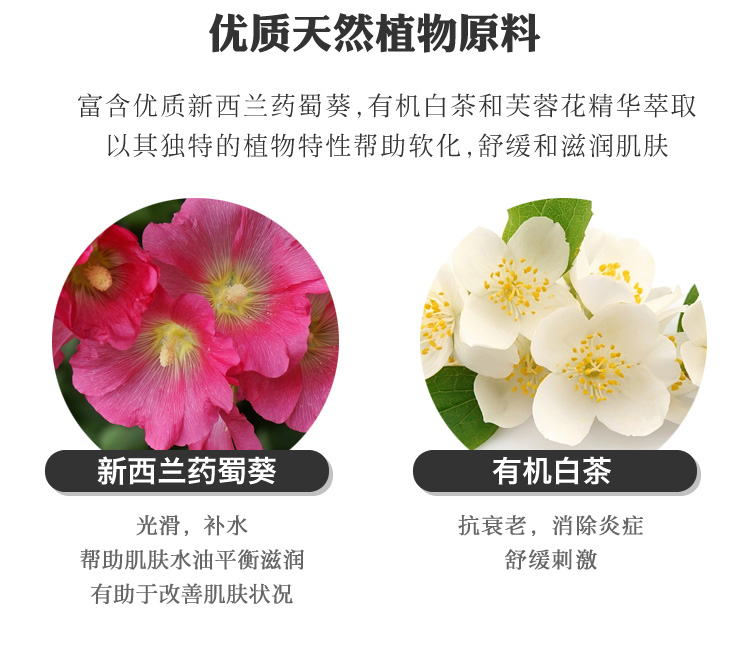 优质天然植物原料
富含优质新西兰药蜀葵,有机白茶和芙蓉花精华萃取
以其独特的植物特性帮助软化,舒缓和滋润肌肤
新西兰药蜀葵
有机白茶
光滑，补水
帮助肌肤水油平衡滋润
有助于改善肌肤状况
抗衰老，消除炎症
舒缓刺激